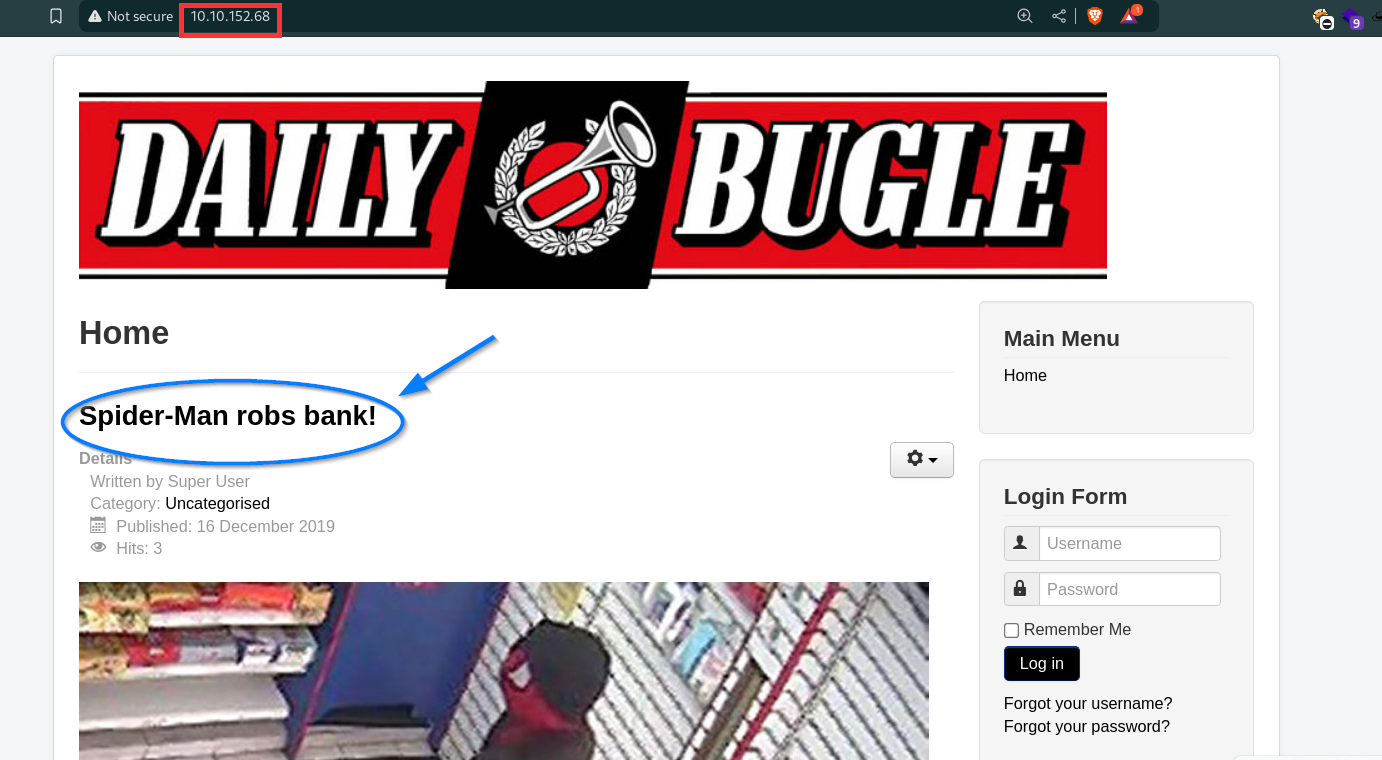 Not secure 10.10.152.68 1
9
DAILY BUGLE
Home
Spider-Man robs bank!
Details
Written by Super User
Category: Uncategorised
Published: 16 December 2019
Hits: 3
Main Menu
Home
Login Form
Username
Password
Remember Me
Log in
Forgot your username?
Forgot your password?